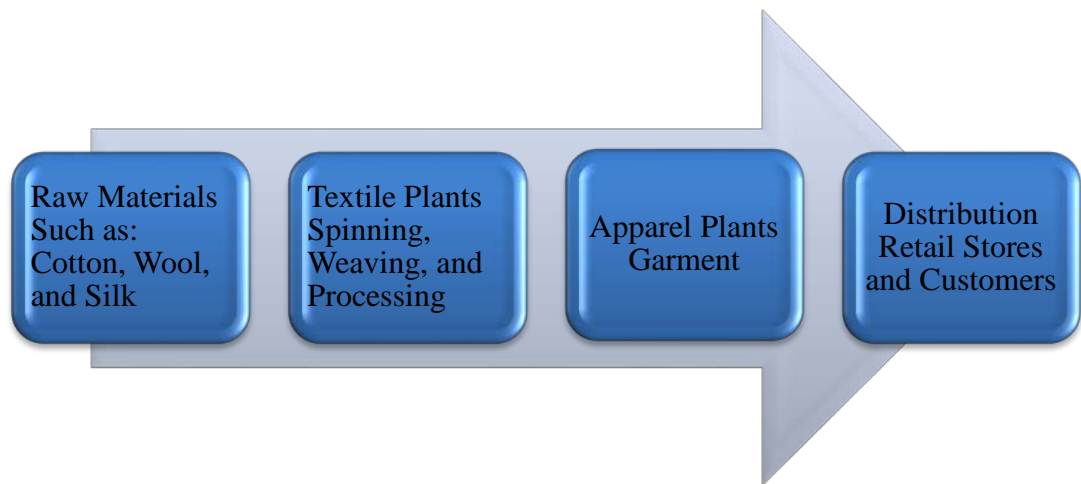 Raw Materials
Such as:
Cotton, Wool,
and Silk
Textile Plants
Spinning,
Weaving, and
Processing
Apparel Plants
Garment
Distribution
Retail Stores
and Customers